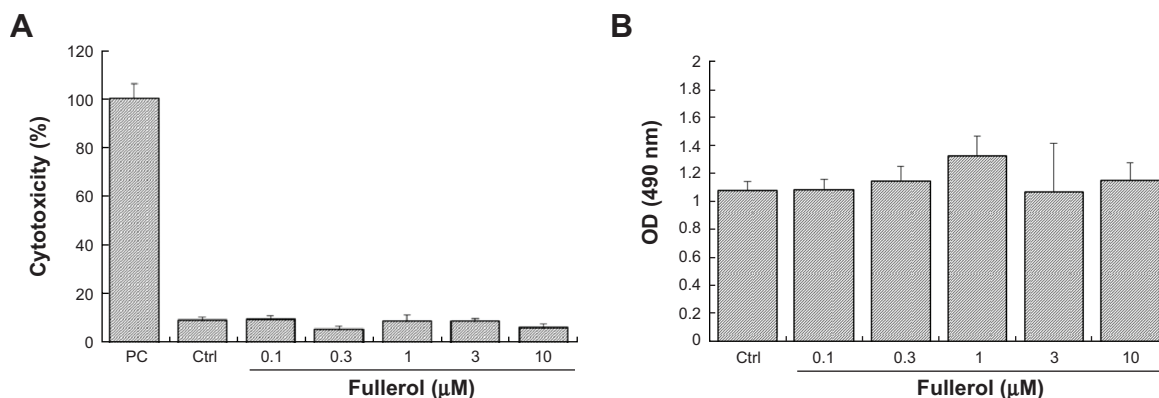 A
Cytotoxicity (%)
120
100
80
60
40
20
0
PC Ctrl 0.1 0.3 1 3 10
Fullerol (μM)
B
OD (490 nm)
2
1.8
1.6
1.4
1.2
1
0.8
0.6
0.4
0.2
0
Ctrl 0.1 0.3 1 3 10
Fullerol (μM)